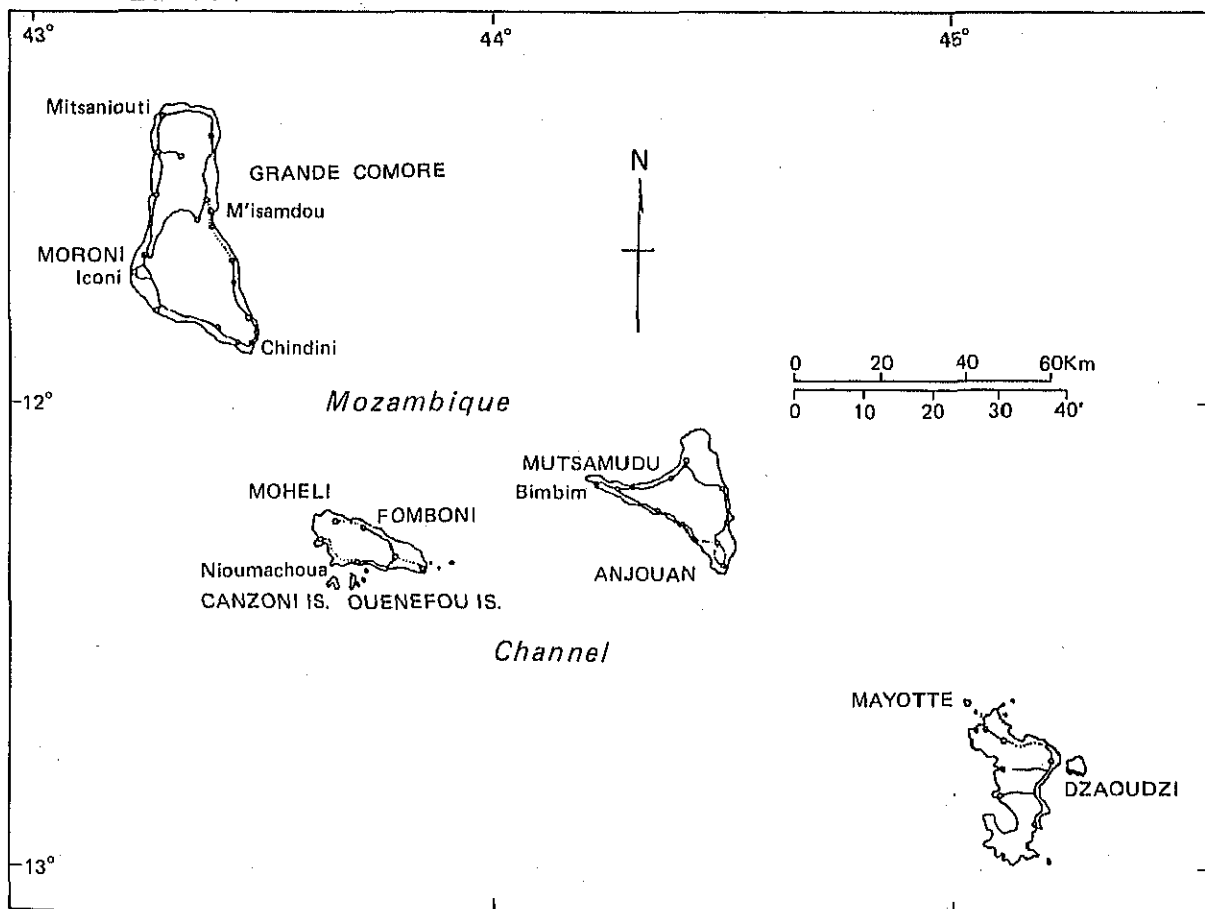 43°
44°
45°
Mitsaniouti
GRANDE COMORE
N
M'isamdou
MORONI
Iconi
Chindini
0 20 40 60Km
0 10 20 30 40'
12°
Mozambique
MUTSAMUDU
Bimbim
MOHELI
FOMBONI
Nioumachoua
ANJOUAN
CANZONI IS. OUENEFOU IS.
Channel
MAYOTTE
DZAOUDZI
13°